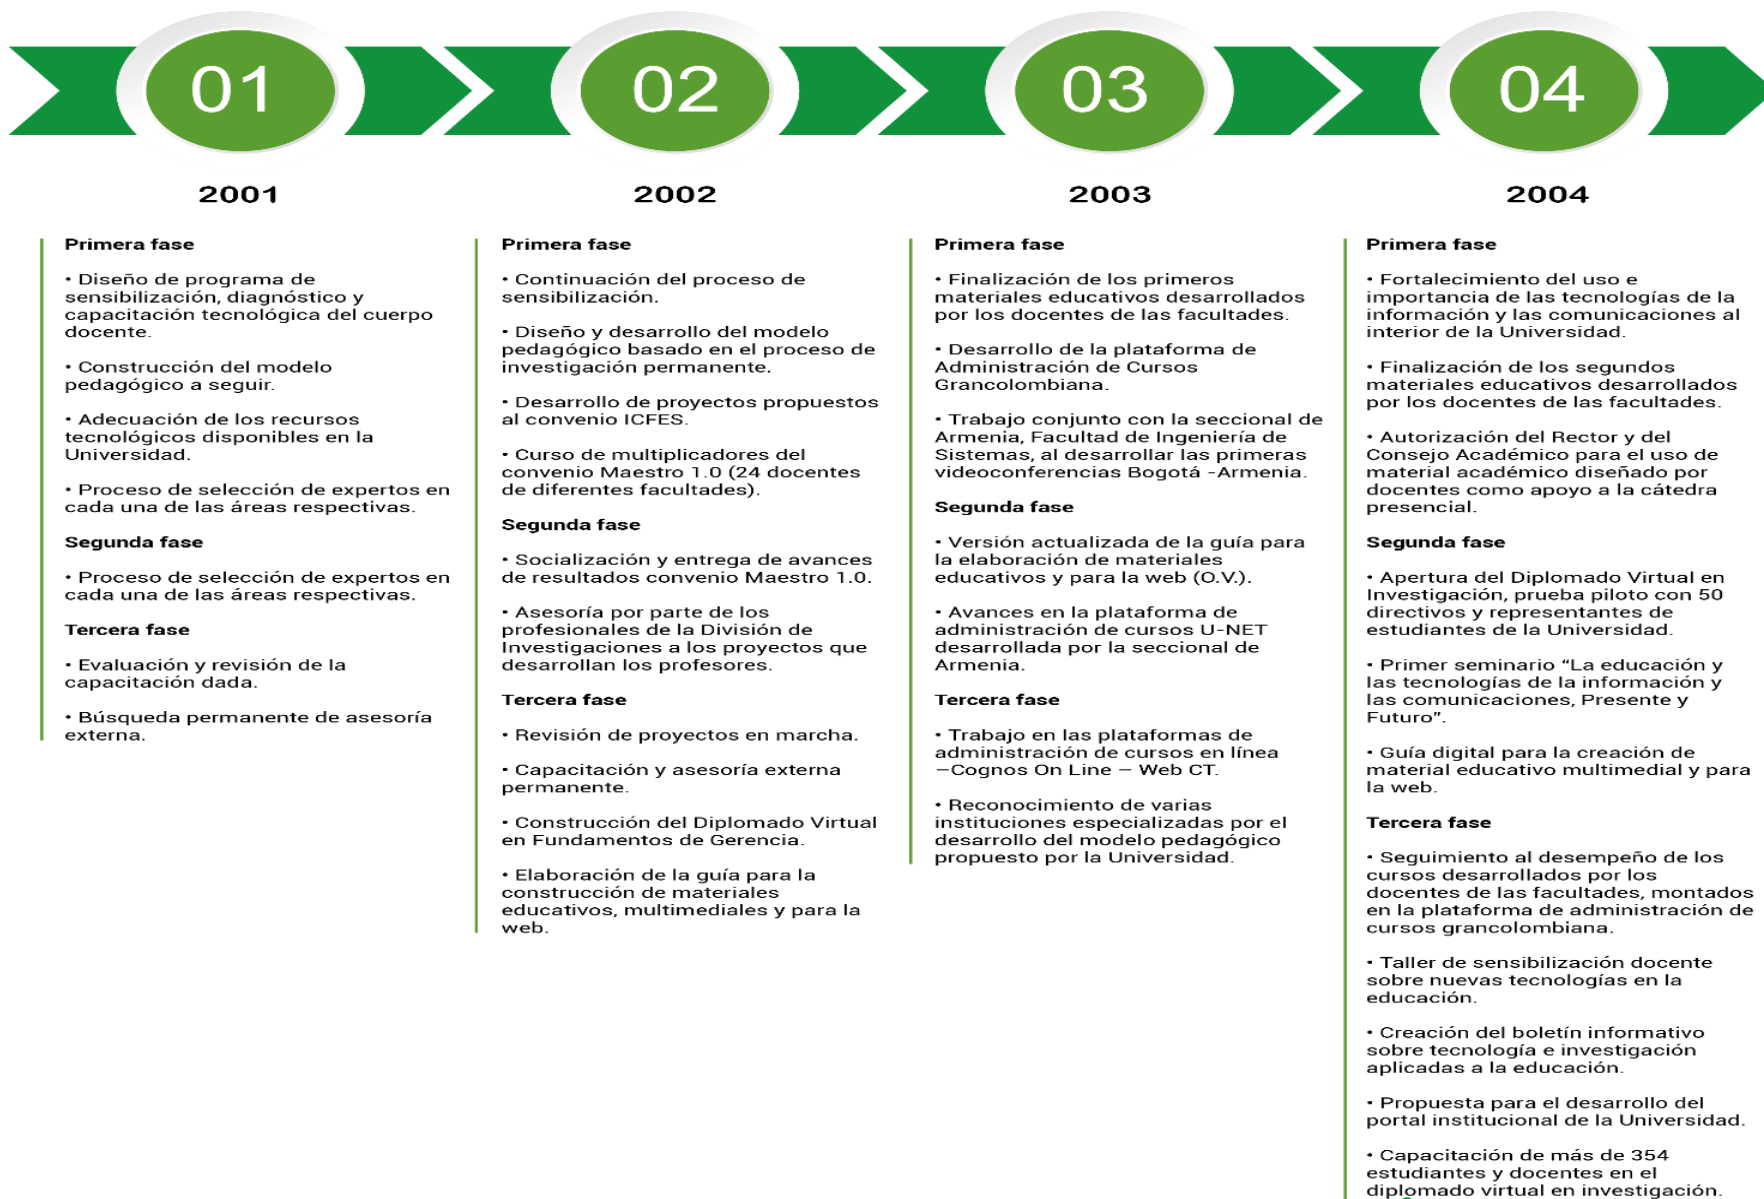 01
02
03
04
2001
Primera fase
• Diseño de programa de
sensibilización, diagnóstico y
capacitación tecnológica del cuerpo
docente.
• Construcción del modelo
pedagógico a seguir.
• Adecuación de los recursos
tecnológicos disponibles en la
Universidad.
• Proceso de selección de expertos en
cada una de las áreas respectivas.
Segunda fase
• Proceso de selección de expertos en
cada una de las áreas respectivas.
Tercera fase
• Evaluación y revisión de la
capacitación dada.
• Búsqueda permanente de asesoría
externa.
2002
Primera fase
• Continuación del proceso de
sensibilización.
• Diseño y desarrollo del modelo
pedagógico basado en el proceso de
investigación permanente.
• Desarrollo de proyectos propuestos
al convenio ICFES.
• Curso de multiplicadores del
convenio Maestro 1.0 (24 docentes
de diferentes facultades).
Segunda fase
• Socialización y entrega de avances
de resultados convenio Maestro 1.0.
• Asesoría por parte de los
profesionales de la División de
Investigaciones a los proyectos que
desarrollan los profesores.
Tercera fase
• Revisión de proyectos en marcha.
• Capacitación y asesoría externa
permanente.
• Construcción del Diplomado Virtual
en Fundamentos de Gerencia.
• Elaboración de la guía para la
construcción de materiales
educativos, multimediales y para la
web.
2003
Primera fase
• Finalización de los primeros
materiales educativos desarrollados
por los docentes de las facultades.
• Desarrollo de la plataforma de
Administración de Cursos
Grancolombiana.
• Trabajo conjunto con la seccional de
Armenia, Facultad de Ingeniería de
Sistemas, al desarrollar las primeras
videoconferencias Bogotá -Armenia.
Segunda fase
• Versión actualizada de la guía para
la elaboración de materiales
educativos y para la web (O.V.).
• Avances en la plataforma de
administración de cursos U-NET
desarrollada por la seccional de
Armenia.
Tercera fase
• Trabajo en las plataformas de
administración de cursos en línea
–Cognos On Line – Web CT.
• Reconocimiento de varias
instituciones especializadas por el
desarrollo del modelo pedagógico
propuesto por la Universidad.
2004
Primera fase
• Fortalecimiento del uso e
importancia de las tecnologías de la
información y las comunicaciones al
interior de la Universidad.
• Finalización de los segundos
materiales educativos desarrollados
por los docentes de las facultades.
• Autorización del Rector y del
Consejo Académico para el uso de
material académico diseñado por
docentes como apoyo a la cátedra
presencial.
Segunda fase
• Apertura del Diplomado Virtual en
Investigación, prueba piloto con 50
directivos y representantes de
estudiantes de la Universidad.
• Primer seminario “La educación y
las tecnologías de la información y
las comunicaciones, Presente y
Futuro”.
• Guía digital para la creación de
material educativo multimedial y para
la web.
Tercera fase
• Seguimiento al desempeño de los
cursos desarrollados por los
docentes de las facultades, montados
en la plataforma de administración de
cursos grancolombiana.
• Taller de sensibilización docente
sobre nuevas tecnologías en la
educación.
• Creación del boletín informativo
sobre tecnología e investigación
aplicadas a la educación.
• Propuesta para el desarrollo del
portal institucional de la Universidad.
• Capacitación de más de 354
estudiantes y docentes en el
diplomado virtual en investigación.